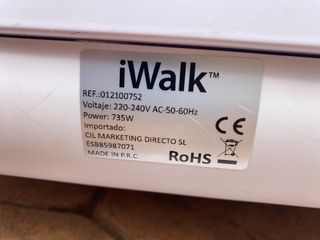 iWalk™
REF.:012100752
Voltaje: 220-240V AC-50-60Hz
Power: 735W
Importado:
CIL MARKETING DIRECTO SL
ESB85987071
MADE IN P.R.C.
CE
RoHS